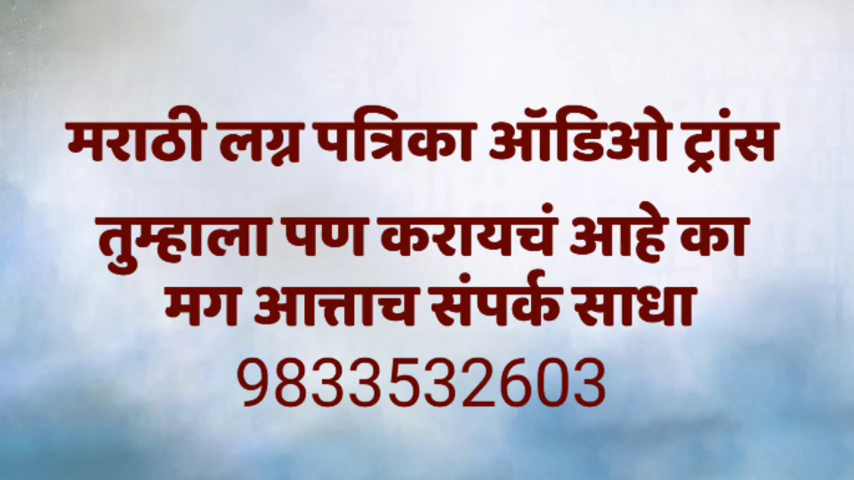 मराठी लग्न पत्रिका ऑडिओ ट्रांस
तुम्हाला पण करायचं आहे का
मग आत्ताच संपर्क साधा
9833532603